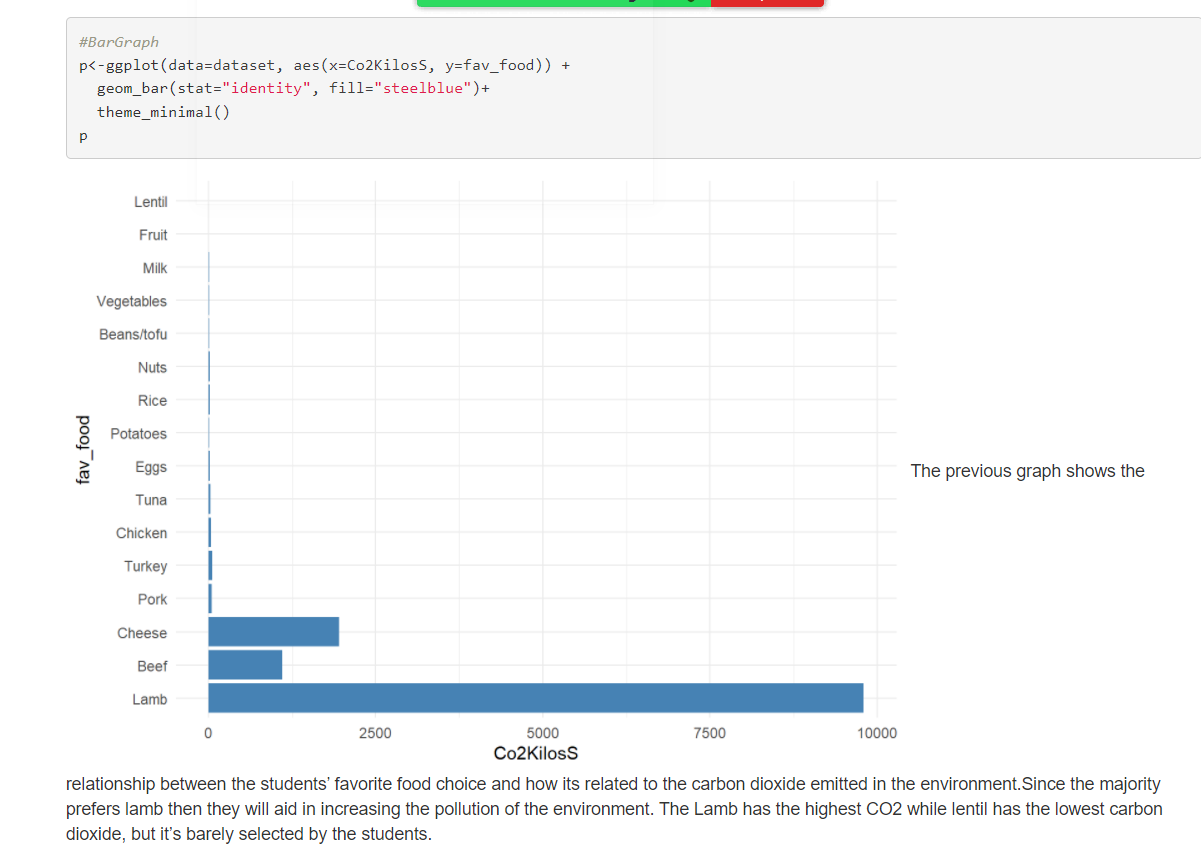 #BarGraph
p<-ggplot(data=dataset, aes(x=Co2KilosS, y=fav_food)) +
geom_bar(stat="identity", fill="steelblue")+
theme_minimal()
p
Lentil
Fruit
Milk
Vegetables
Beans/tofu
Nuts
Rice
Potatoes
Eggs
Tuna
Chicken
Turkey
Pork
Cheese
Beef
Lamb
fav_food
0 2500 5000 7500 10000
Co2KilosS
The previous graph shows the
relationship between the students' favorite food choice and how its related to the carbon dioxide emitted in the environment.Since the majority
prefers lamb then they will aid in increasing the pollution of the environment. The Lamb has the highest CO2 while lentil has the lowest carbon
dioxide, but it's barely selected by the students.